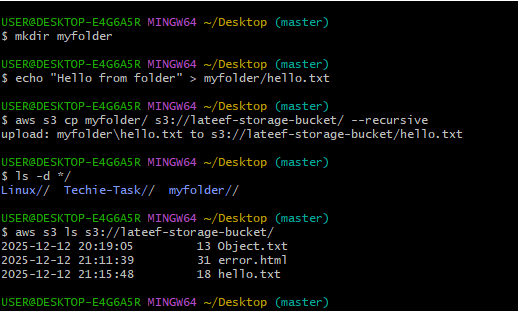 USER@DESKTOP-E4G6A5R MINGW64 ~/Desktop (master)
$ mkdir myfolder
USER@DESKTOP-E4G6A5R MINGW64 ~/Desktop (master)
$ echo "Hello from folder" > myfolder/hello.txt
USER@DESKTOP-E4G6A5R MINGW64 ~/Desktop (master)
$ aws s3 cp myfolder/ s3://lateef-storage-bucket/ --recursive
upload: myfolder\hello.txt to s3://lateef-storage-bucket/hello.txt
USER@DESKTOP-E4G6A5R MINGW64 ~/Desktop (master)
$ ls -d */
Linux//  Techie-Task//  myfolder//
USER@DESKTOP-E4G6A5R MINGW64 ~/Desktop (master)
$ aws s3 ls s3://lateef-storage-bucket/
2025-12-12 20:19:05         13 Object.txt
2025-12-12 21:11:39         31 error.html
2025-12-12 21:15:48         18 hello.txt
USER@DESKTOP-E4G6A5R MINGW64 ~/Desktop (master)